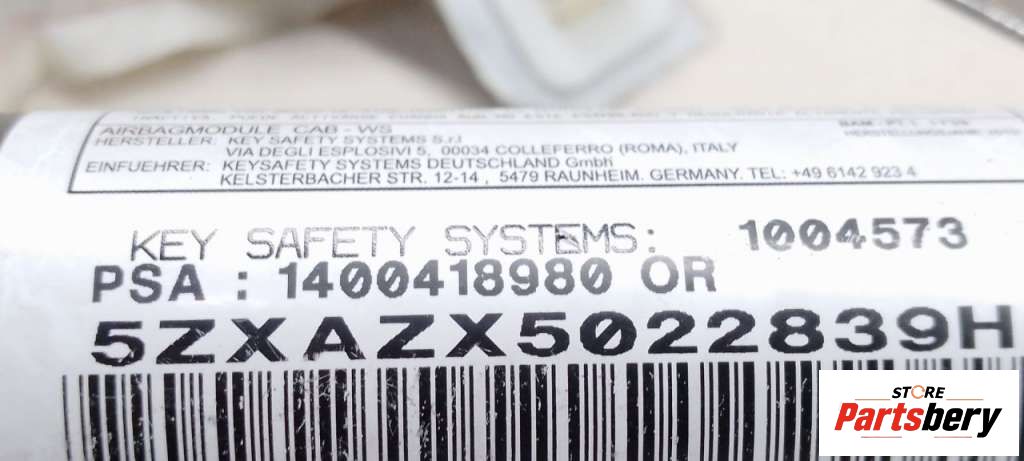 AIRBAGMODULE CAB - WS
HERSTELLER: KEY SAFETY SYSTEMS S.r.l
VIA DEGLI ESPLOSIVI 5, 00034 COLLEFERRO (ROMA), ITALY
EINFUEHRER: KEYSAFETY SYSTEMS DEUTSCHLAND Gmbh
KELSTERBACHER STR. 12-14 , 5479 RAUNHEIM. GERMANY. TEL: +49 6142 923 4
KEY SAFETY SYSTEMS: 1004573
PSA : 1400418980 OR
5ZXAZX5022839H
STORE
Partsbery